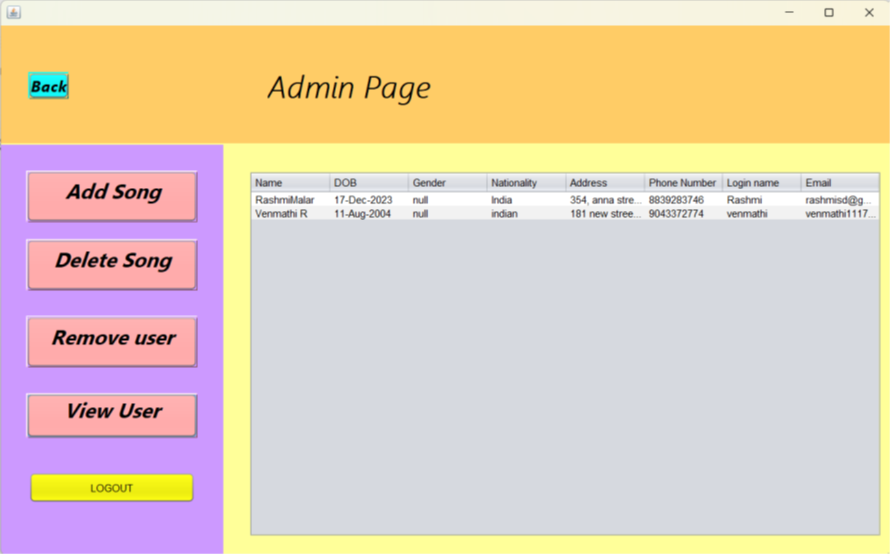 Back
Admin Page
Add Song
Delete Song
Remove user
View User
LOGOUT
Name DOB Gender Nationality Address Phone Number Login name Email
RashmiMalar 17-Dec-2023 null India 354, anna stre... 8839283746 Rashmi rashmisd@g...
Venmathi R 11-Aug-2004 null indian 181 new stree... 9043372774 venmathi venmathi1117...